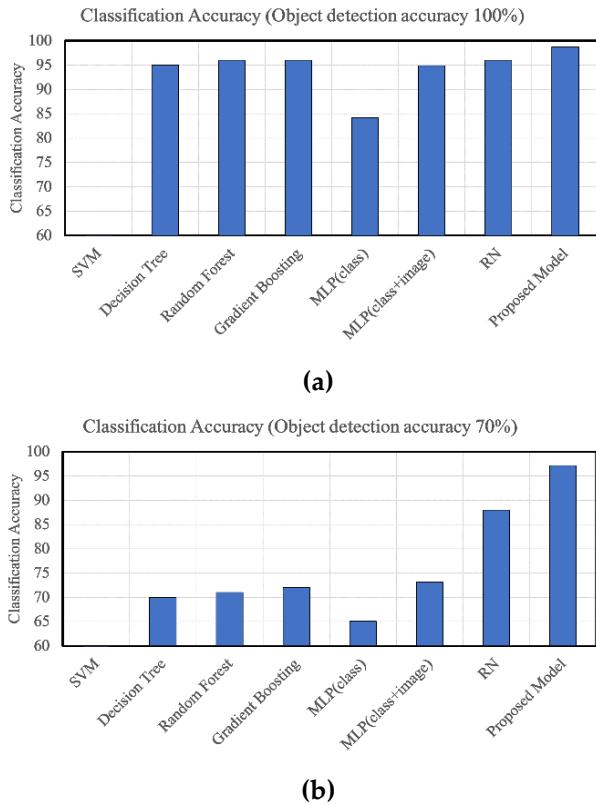 Classification Accuracy (Object detection accuracy 100%)
Classification Accuracy
100
95
90
85
80
75
70
65
60
SVM
Decision Tree
Random Forest
Gradient Boosting
MLP(class)
MLP(class+image)
RN
Proposed Model
(a)
Classification Accuracy (Object detection accuracy 70%)
Classification Accuracy
100
95
90
85
80
75
70
65
60
SVM
Decision Tree
Random Forest
Gradient Boosting
MLP(class)
MLP(class+image)
RN
Proposed Model
(b)